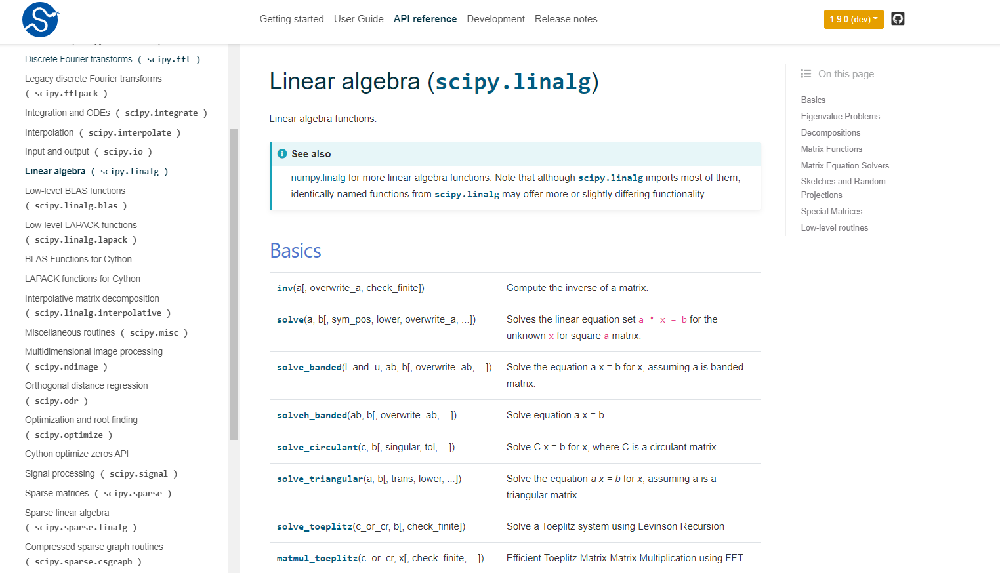 Getting started User Guide API reference Development Release notes
1.9.0 (dev)
Discrete Fourier transforms ( scipy.fft )
Legacy discrete Fourier transforms
( scipy.fftpack )
Integration and ODEs ( scipy.integrate )
Interpolation ( scipy.interpolate )
Input and output ( scipy.io )
Linear algebra ( scipy.linalg )
Low-level BLAS functions
( scipy.linalg.blas )
Low-level LAPACK functions
( scipy.linalg.lapack )
BLAS Functions for Cython
LAPACK functions for Cython
Interpolative matrix decomposition
( scipy.linalg.interpolative )
Miscellaneous routines ( scipy.misc )
Multidimensional image processing
( scipy.ndimage )
Orthogonal distance regression
( scipy.odr )
Optimization and root finding
( scipy.optimize )
Cython optimize zeros API
Signal processing ( scipy.signal )
Sparse matrices ( scipy.sparse )
Sparse linear algebra
( scipy.sparse.linalg )
Compressed sparse graph routines
( scipy.sparse.csgraph )
Linear algebra (scipy.linalg)
Linear algebra functions.
See also
numpy.linalg for more linear algebra functions. Note that although scipy.linalg imports most of them,
identically named functions from scipy.linalg may offer more or slightly differing functionality.
Basics
inv(a[, overwrite_a, check_finite]) Compute the inverse of a matrix.
solve(a, b[, sym_pos, lower, overwrite_a, ...]) Solves the linear equation set a * x = b for the
unknown x for square a matrix.
solve_banded(l_and_u, ab, b[, overwrite_ab, ...]) Solve the equation a x = b for x, assuming a is banded
matrix.
solveh_banded(ab, b[, overwrite_ab, ...]) Solve equation a x = b.
solve_circulant(c, b[, singular, tol, ...]) Solve C x = b for x, where C is a circulant matrix.
solve_triangular(a, b[, trans, lower, ...]) Solve the equation a x = b for x, assuming a is a
triangular matrix.
solve_toeplitz(c_or_cr, b[, check_finite]) Solve a Toeplitz system using Levinson Recursion
matmul_toeplitz(c_or_cr, x[, check_finite, ...]) Efficient Toeplitz Matrix-Matrix Multiplication using FFT
On this page
Basics
Eigenvalue Problems
Decompositions
Matrix Functions
Matrix Equation Solvers
Sketches and Random
Projections
Special Matrices
Low-level routines